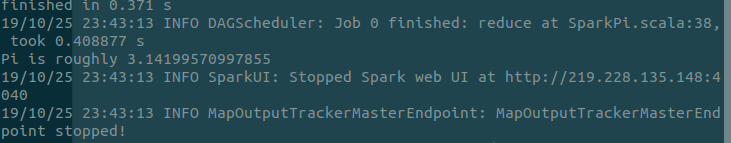 finished in 0.371 s
19/10/25 23:43:13 INFO DAGScheduler: Job 0 finished: reduce at SparkPi.scala:38,
 took 0.408877 s
Pi is roughly 3.14199570997855
19/10/25 23:43:13 INFO SparkUI: Stopped Spark web UI at http://219.228.135.148:4
040
19/10/25 23:43:13 INFO MapOutputTrackerMasterEndpoint: MapOutputTrackerMasterEnd
point stopped!